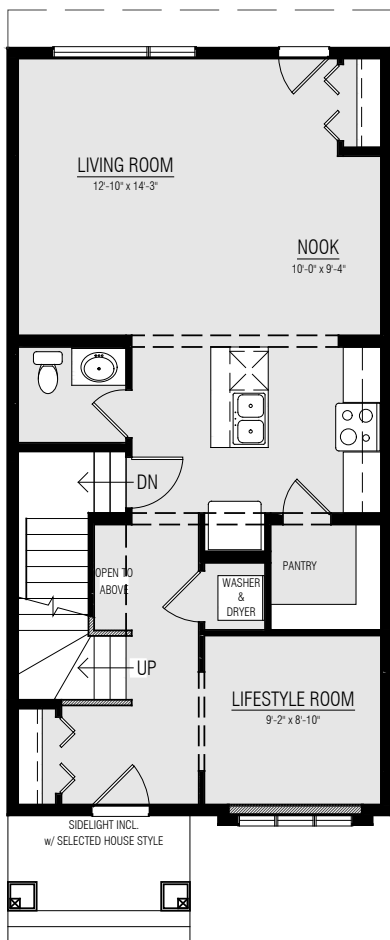 LIVING ROOM
12'-10" x 14'-3"
NOOK
10'-0" x 9'-4"
DN
OPEN TO
ABOVE
WASHER
&
DRYER
PANTRY
UP
LIFESTYLE ROOM
9'-2" x 8'-10"
SIDELIGHT INCL.
w/ SELECTED HOUSE STYLE